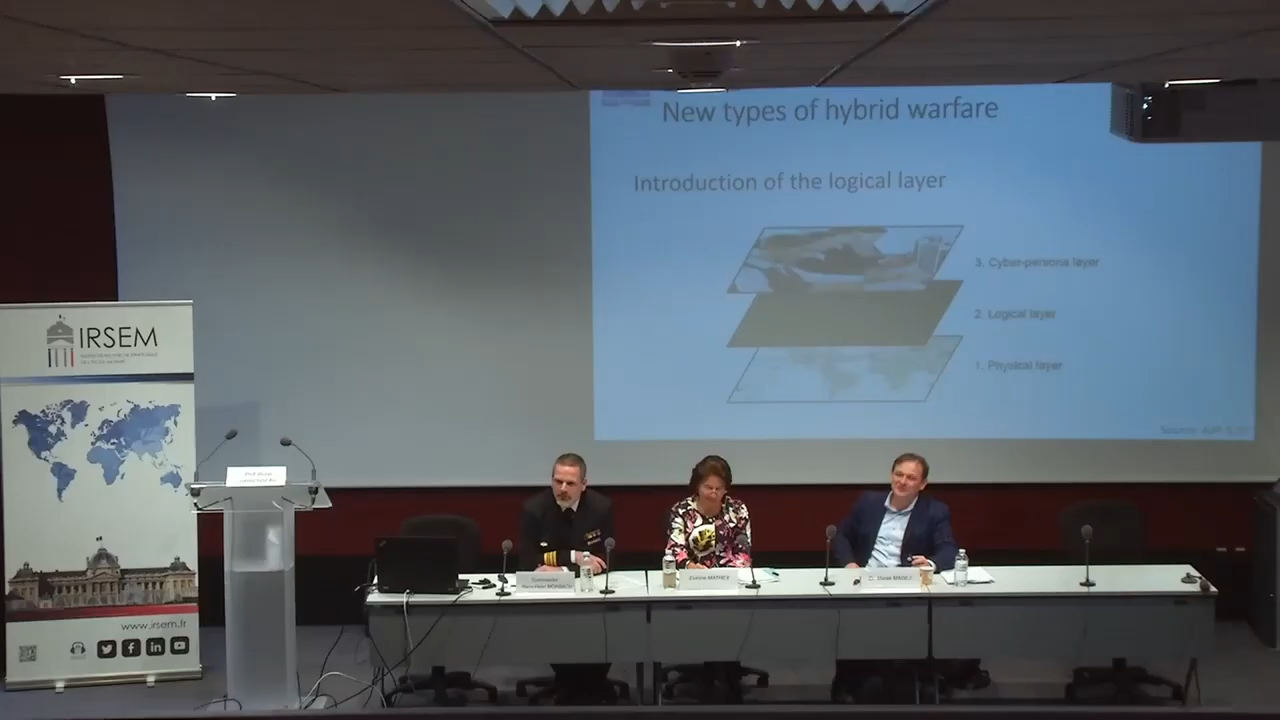 New types of hybrid warfare
Introduction of the logical layer
3. Cyber-persona layer
2. Logical layer
1. Physical layer
IRSEM
www.irsem.fr
Commander